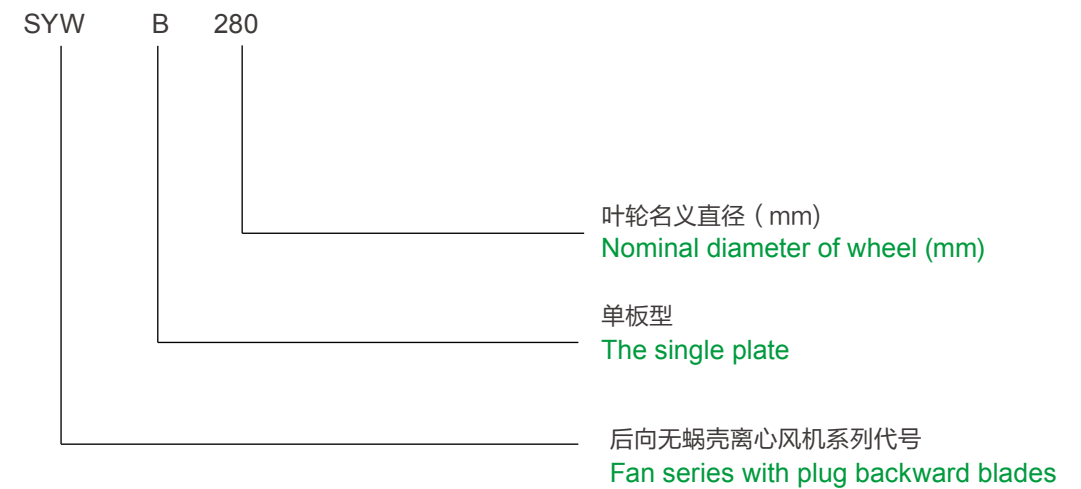 SYW B 280
叶轮名义直径（mm)
Nominal diameter of wheel (mm)
单板型
The single plate
后向无蜗壳离心风机系列代号
Fan series with plug backward blades